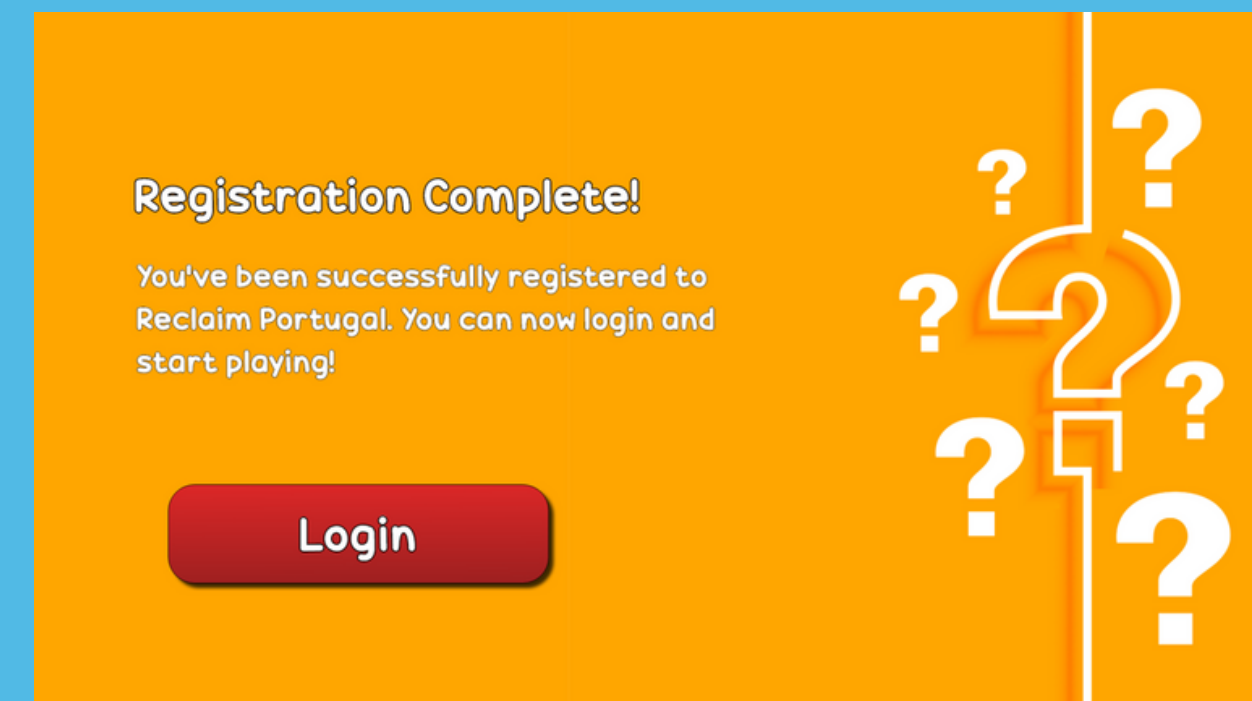 Registration Complete!
You've been successfully registered to
Reclaim Portugal. You can now login and
start playing!
Login